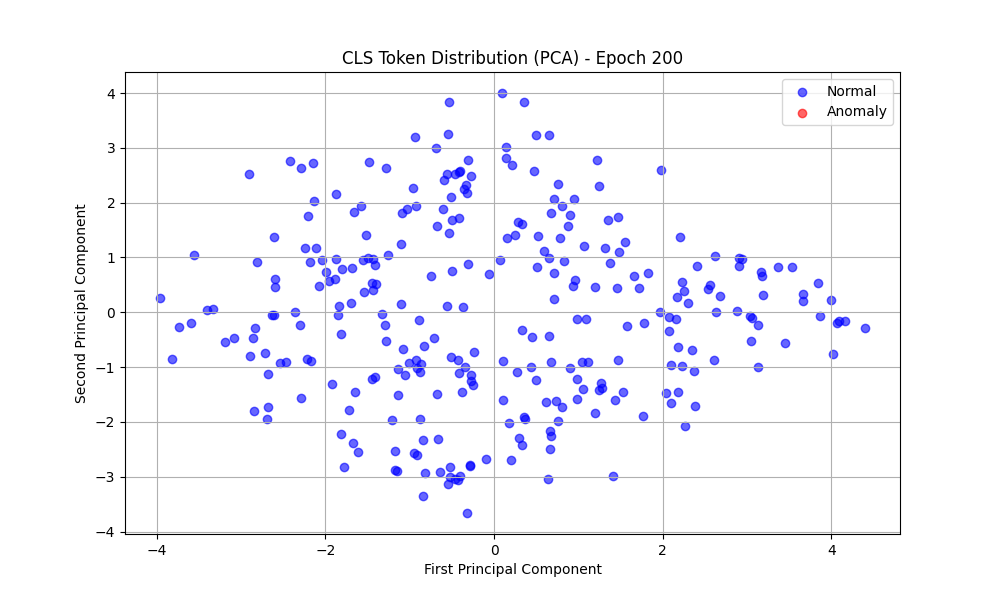 CLS Token Distribution (PCA) - Epoch 200
Normal
Anomaly
4
3
2
1
0
−1
−2
−3
−4
Second Principal Component
−4
−2
0
2
4
First Principal Component